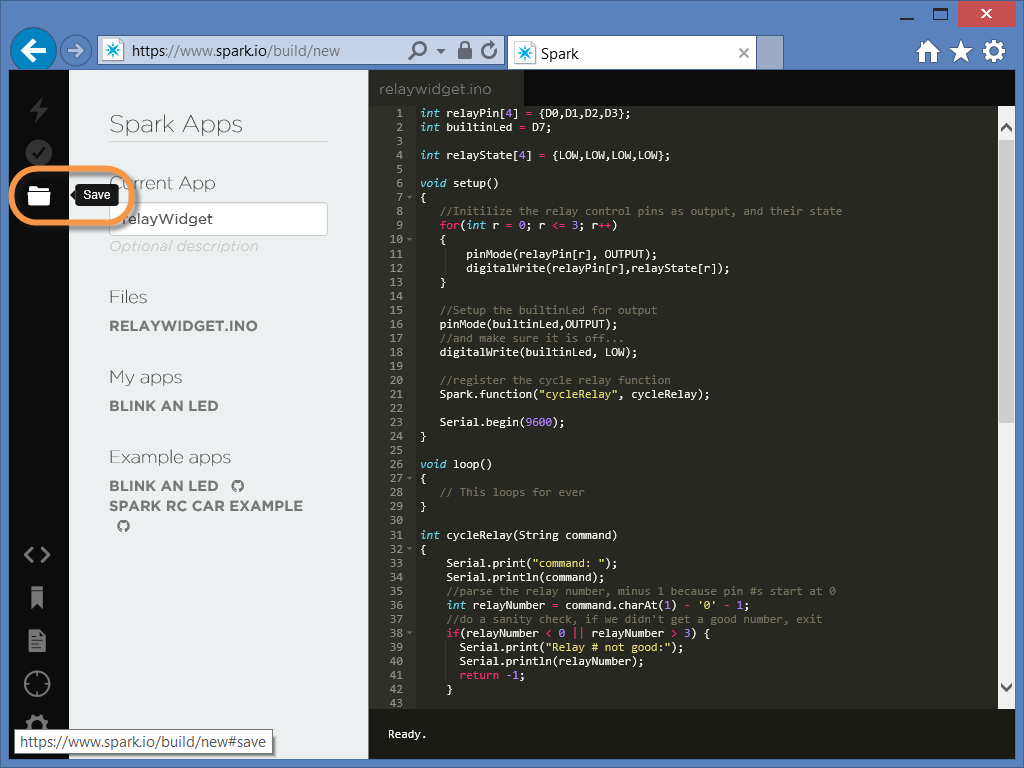 https://www.spark.io/build/new
Spark
Spark Apps
Current App
Save
relayWidget
Optional description
Files
RELAYWIDGET.INO
My apps
BLINK AN LED
Example apps
BLINK AN LED
SPARK RC CAR EXAMPLE
https://www.spark.io/build/new#save
relaywidget.ino
1 int relayPin[4] = {D0,D1,D2,D3};
2 int builtinLed = D7;
3
4 int relayState[4] = {LOW,LOW,LOW,LOW};
5
6 void setup()
7 {
8 //Initilize the relay control pins as output, and their state
9 for(int r = 0; r <= 3; r++)
10 {
11 pinMode(relayPin[r], OUTPUT);
12 digitalWrite(relayPin[r],relayState[r]);
13 }
14
15 //Setup the builtinLed for output
16 pinMode(builtinLed,OUTPUT);
17 //and make sure it is off...
18 digitalWrite(builtinLed, LOW);
19
20 //register the cycle relay function
21 Spark.function("cycleRelay", cycleRelay);
22
23 Serial.begin(9600);
24 }
25
26 void loop()
27 {
28 // This loops for ever
29 }
30
31 int cycleRelay(String command)
32 {
33 Serial.print("command: ");
34 Serial.println(command);
35 //parse the relay number, minus 1 because pin #s start at 0
36 int relayNumber = command.charAt(1) - '0' - 1;
37 //do a sanity check, if we didn't get a good number, exit
38 if(relayNumber < 0 || relayNumber > 3) {
39 Serial.print("Relay # not good:");
40 Serial.println(relayNumber);
41 return -1;
42 }
43
Ready.